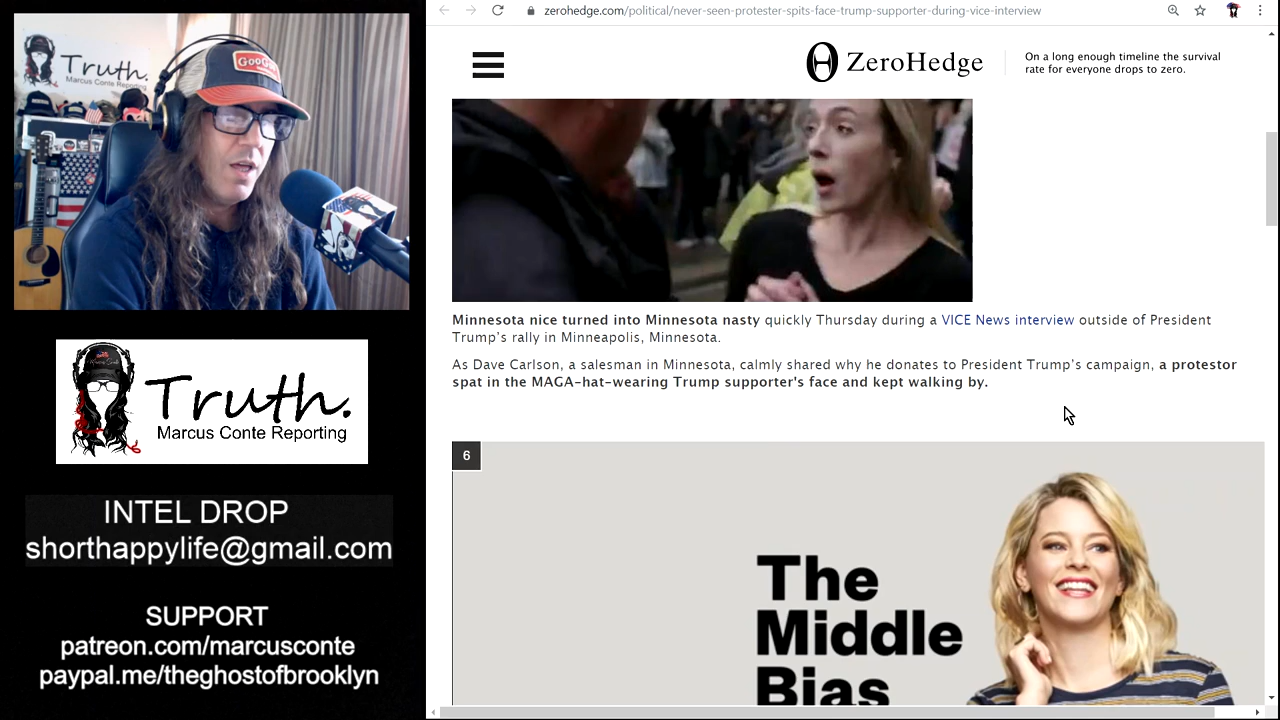 Truth.
Marcus Conte Reporting
Truth.
Marcus Conte Reporting
INTEL DROP
shorthappylife@gmail.com
SUPPORT
patreon.com/marcusconte
paypal.me/theghostofbrooklyn
zerohedge.com/political/never-seen-protester-spits-face-trump-supporter-during-vice-interview
ZeroHedge
On a long enough timeline the survival
rate for everyone drops to zero.
Minnesota nice turned into Minnesota nasty quickly Thursday during a VICE News interview outside of President
Trump's rally in Minneapolis, Minnesota.
As Dave Carlson, a salesman in Minnesota, calmly shared why he donates to President Trump's campaign, a protestor
spat in the MAGA-hat-wearing Trump supporter's face and kept walking by.
6
The
Middle
Bias